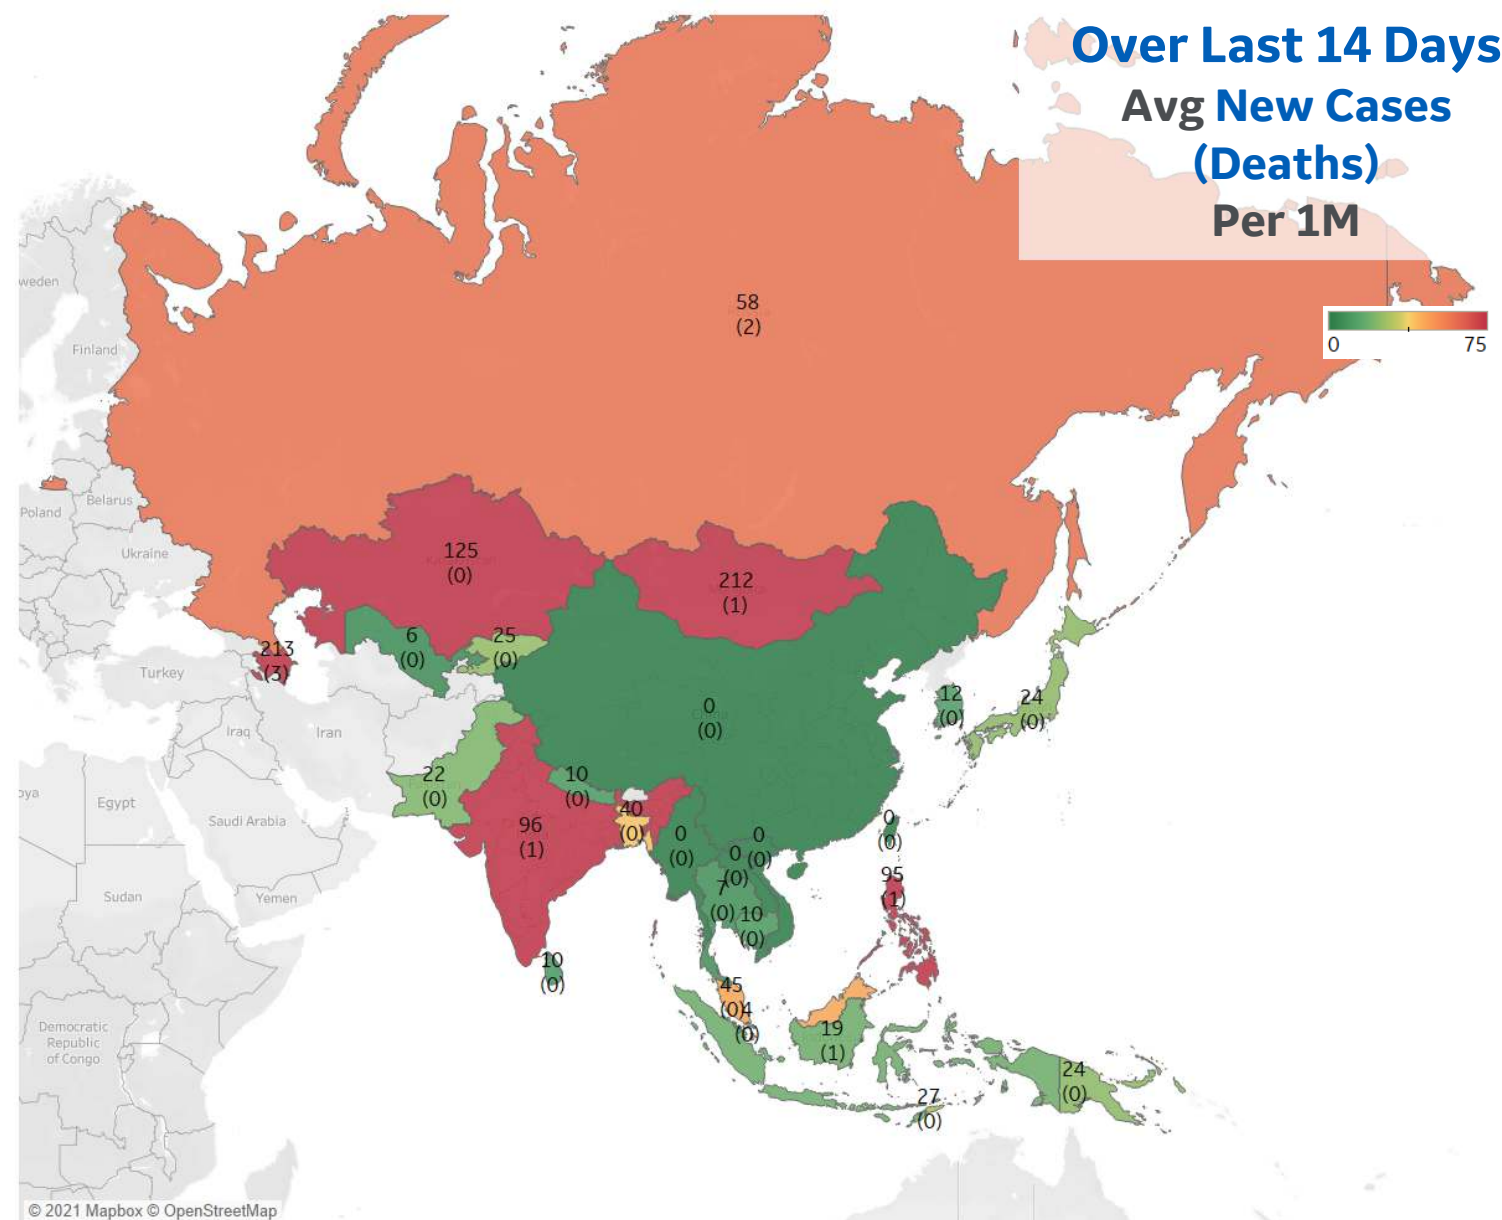 Over Last 14 Days
Avg New Cases
(Deaths)
Per 1M
58
(2)
0 75
weden
Finland
Belarus
Poland
Ukraine
125
(0)
212
(1)
6
(0)
25
(0)
213
(3)
Turkey
0
(0)
12
(0)
24
(0)
Iraq
Iran
22
(0)
10
(0)
oya
Egypt
Saudi Arabia
96
(1)
40
(0)
0
(0)
0
(0)
0
(0)
0
(0)
7
(0)
10
(0)
95
(1)
Sudan
Yemen
10
(0)
45
(0)
4
(0)
19
(1)
Democratic
Republic
of Congo
27
(0)
24
(0)
© 2021 Mapbox © OpenStreetMap